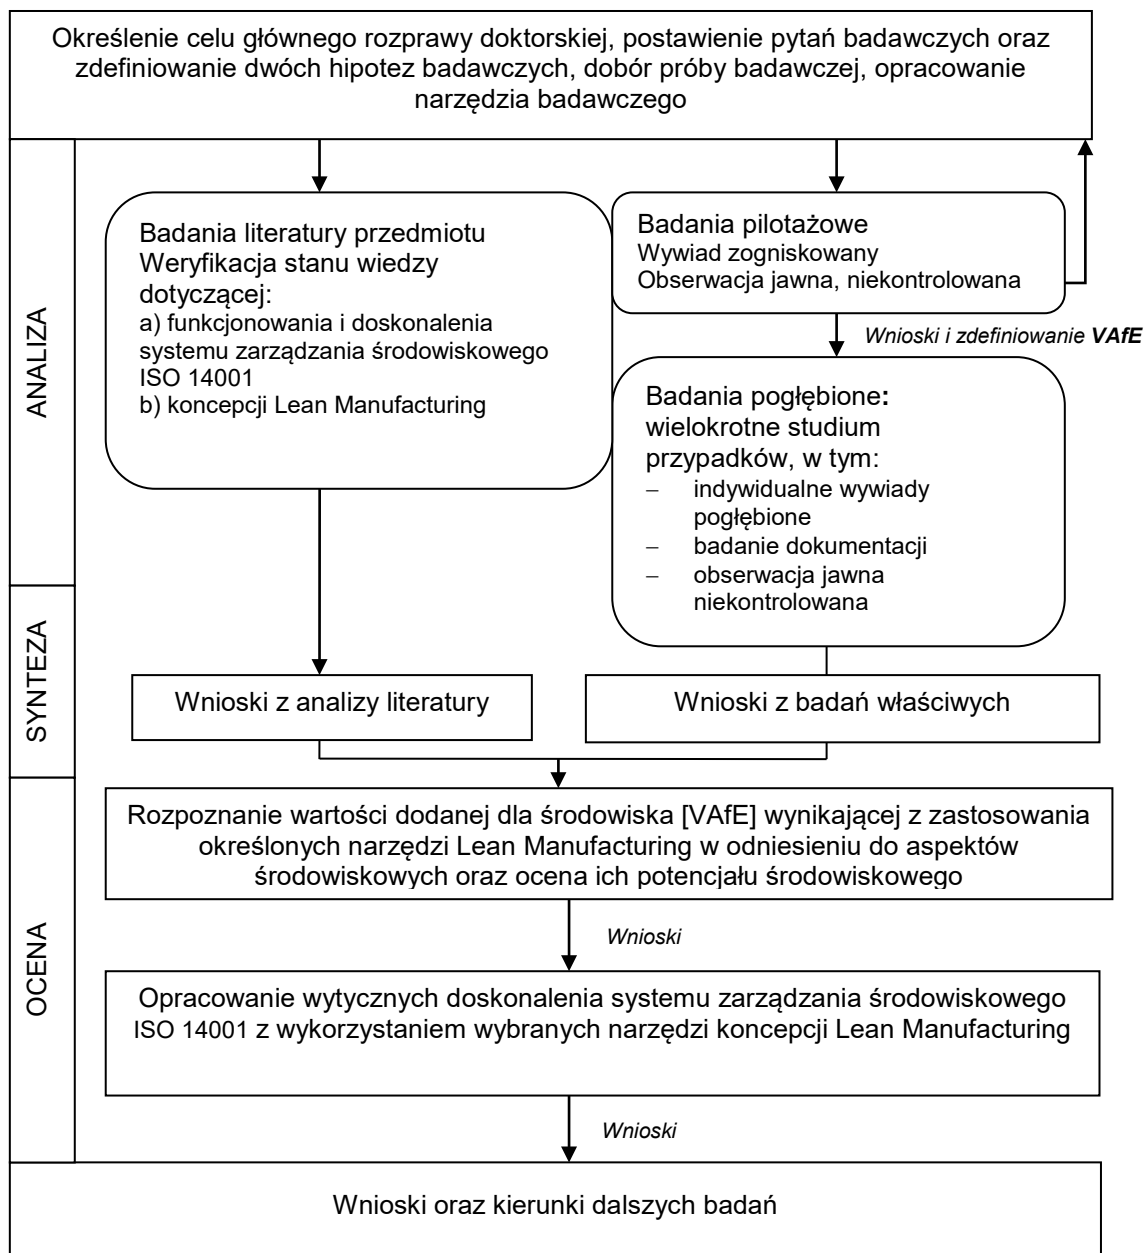 Określenie celu głównego rozprawy doktorskiej, postawienie pytań badawczych oraz
zdefiniowanie dwóch hipotez badawczych, dobór próby badawczej, opracowanie
narzędzia badawczego
ANALIZA
Badania literatury przedmiotu
Weryfikacja stanu wiedzy
dotyczącej:
a) funkcjonowania i doskonalenia
systemu zarządzania środowiskowego
ISO 14001
b) koncepcji Lean Manufacturing
Badania pilotażowe
Wywiad zogniskowany
Obserwacja jawna, niekontrolowana
Wnioski i zdefiniowanie VAfE
Badania pogłębione:
wielokrotne studium
przypadków, w tym:
– indywidualne wywiady
pogłębione
– badanie dokumentacji
– obserwacja jawna
niekontrolowana
SYNTEZA
Wnioski z analizy literatury
Wnioski z badań właściwych
OCENA
Rozpoznanie wartości dodanej dla środowiska [VAfE] wynikającej z zastosowania
określonych narzędzi Lean Manufacturing w odniesieniu do aspektów
środowiskowych oraz ocena ich potencjału środowiskowego
Wnioski
Opracowanie wytycznych doskonalenia systemu zarządzania środowiskowego
ISO 14001 z wykorzystaniem wybranych narzędzi koncepcji Lean Manufacturing
Wnioski
Wnioski oraz kierunki dalszych badań